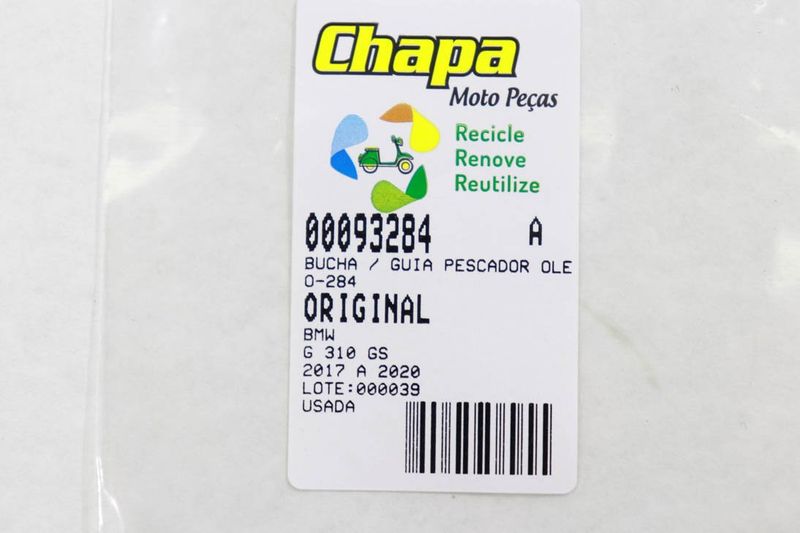 Chapa
Moto Peças
Recicle
Renove
Reutilize
00093284 A
BUCHA / GUIA PESCADOR OLE
O-284
ORIGINAL
BMW
G 310 GS
2017 A 2020
LOTE:000039
USADA